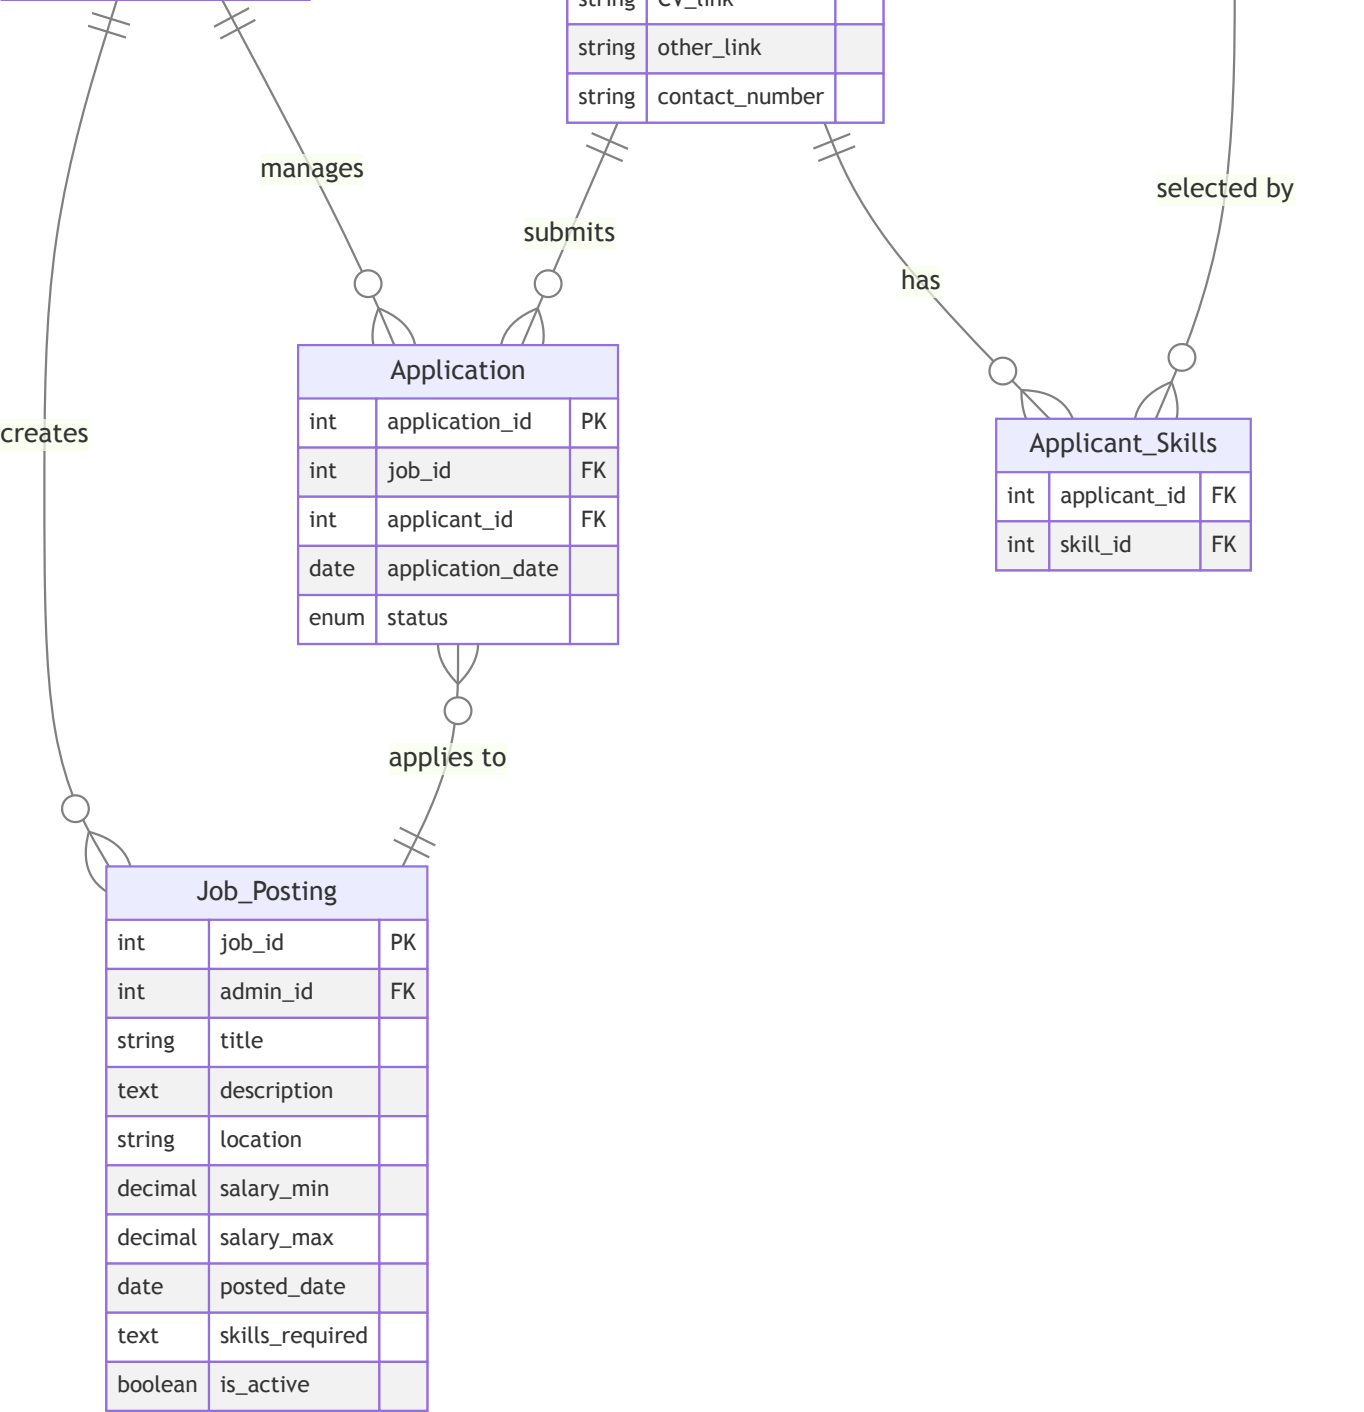 string CV_link
string other_link
string contact_number
manages
selected by
submits
has
creates
Application
int application_id PK
int job_id FK
int applicant_id FK
date application_date
enum status
Applicant_Skills
int applicant_id FK
int skill_id FK
applies to
Job_Posting
int job_id PK
int admin_id FK
string title
text description
string location
decimal salary_min
decimal salary_max
date posted_date
text skills_required
boolean is_active